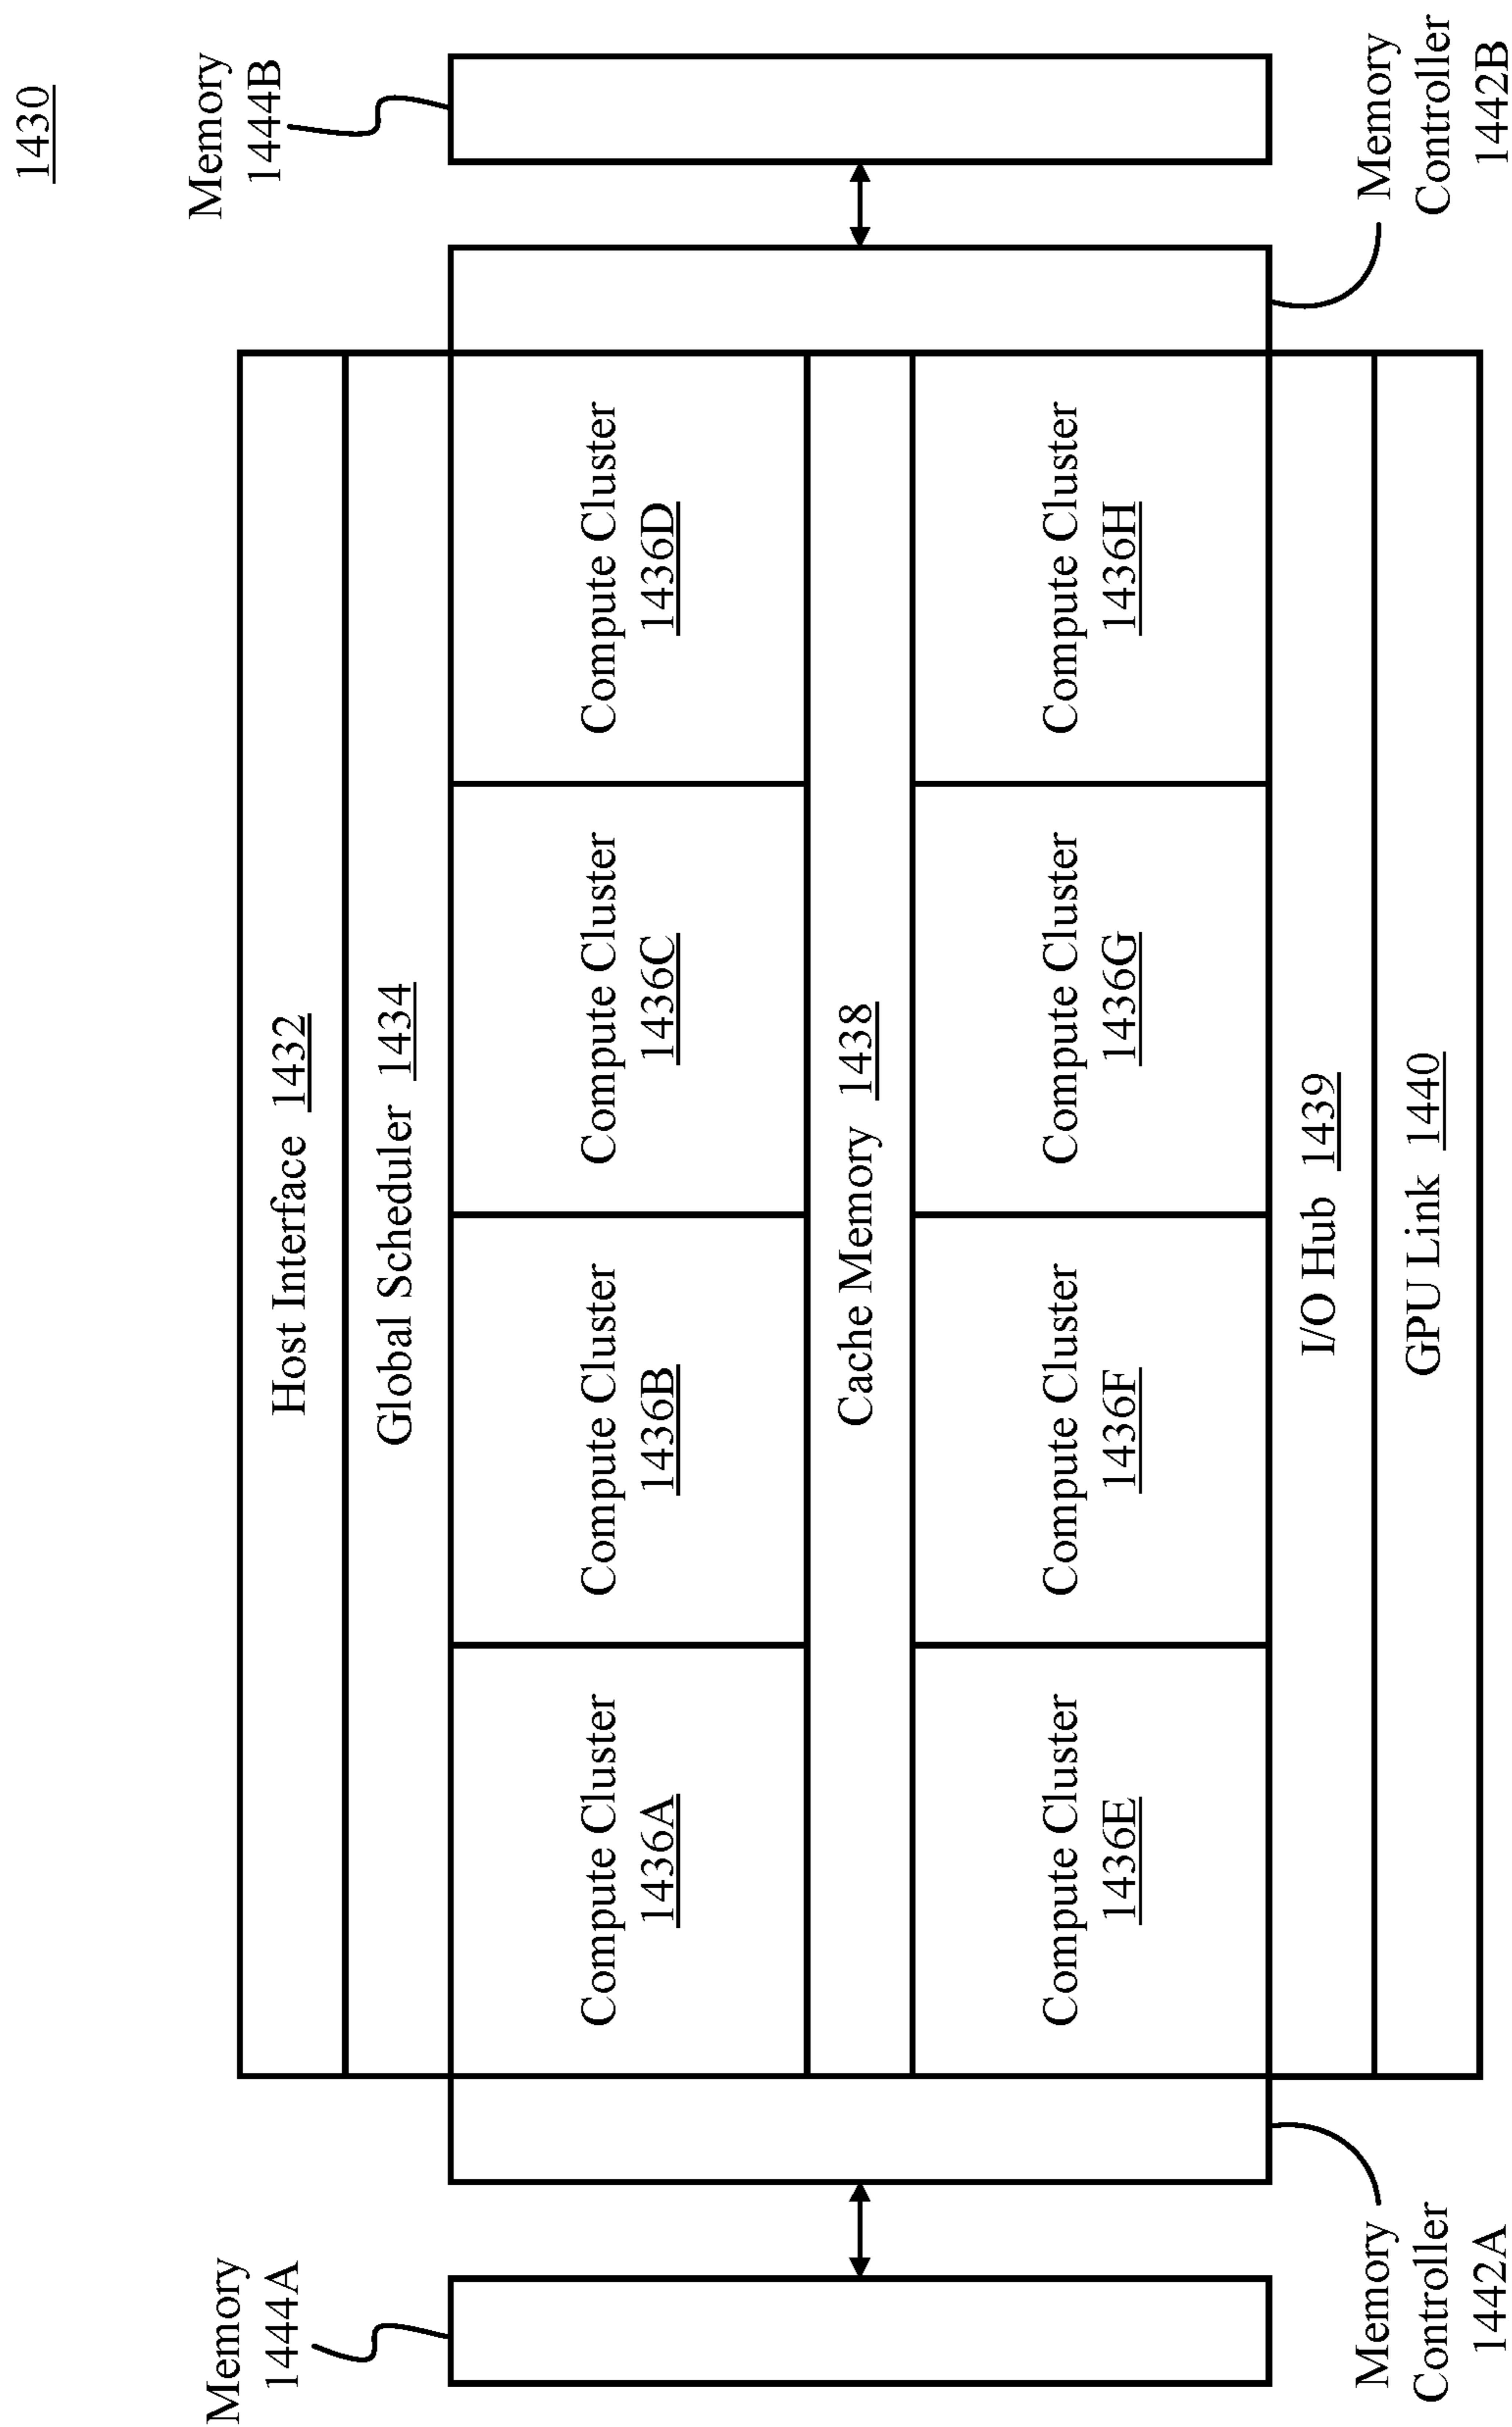 1430
Memory
1444A
Memory
1444B
Host Interface 1432
Global Scheduler 1434
Compute Cluster
1436A
Compute Cluster
1436B
Compute Cluster
1436C
Compute Cluster
1436D
Cache Memory 1438
Compute Cluster
1436E
Compute Cluster
1436F
Compute Cluster
1436G
Compute Cluster
1436H
I/O Hub 1439
GPU Link 1440
Memory
Controller
1442A
Memory
Controller
1442B